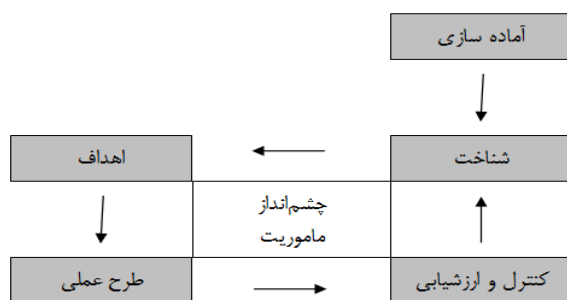 آماده سازی
شناخت
اهداف
چشم‌انداز
ماموریت
کنترل و ارزشیابی
طرح عملی